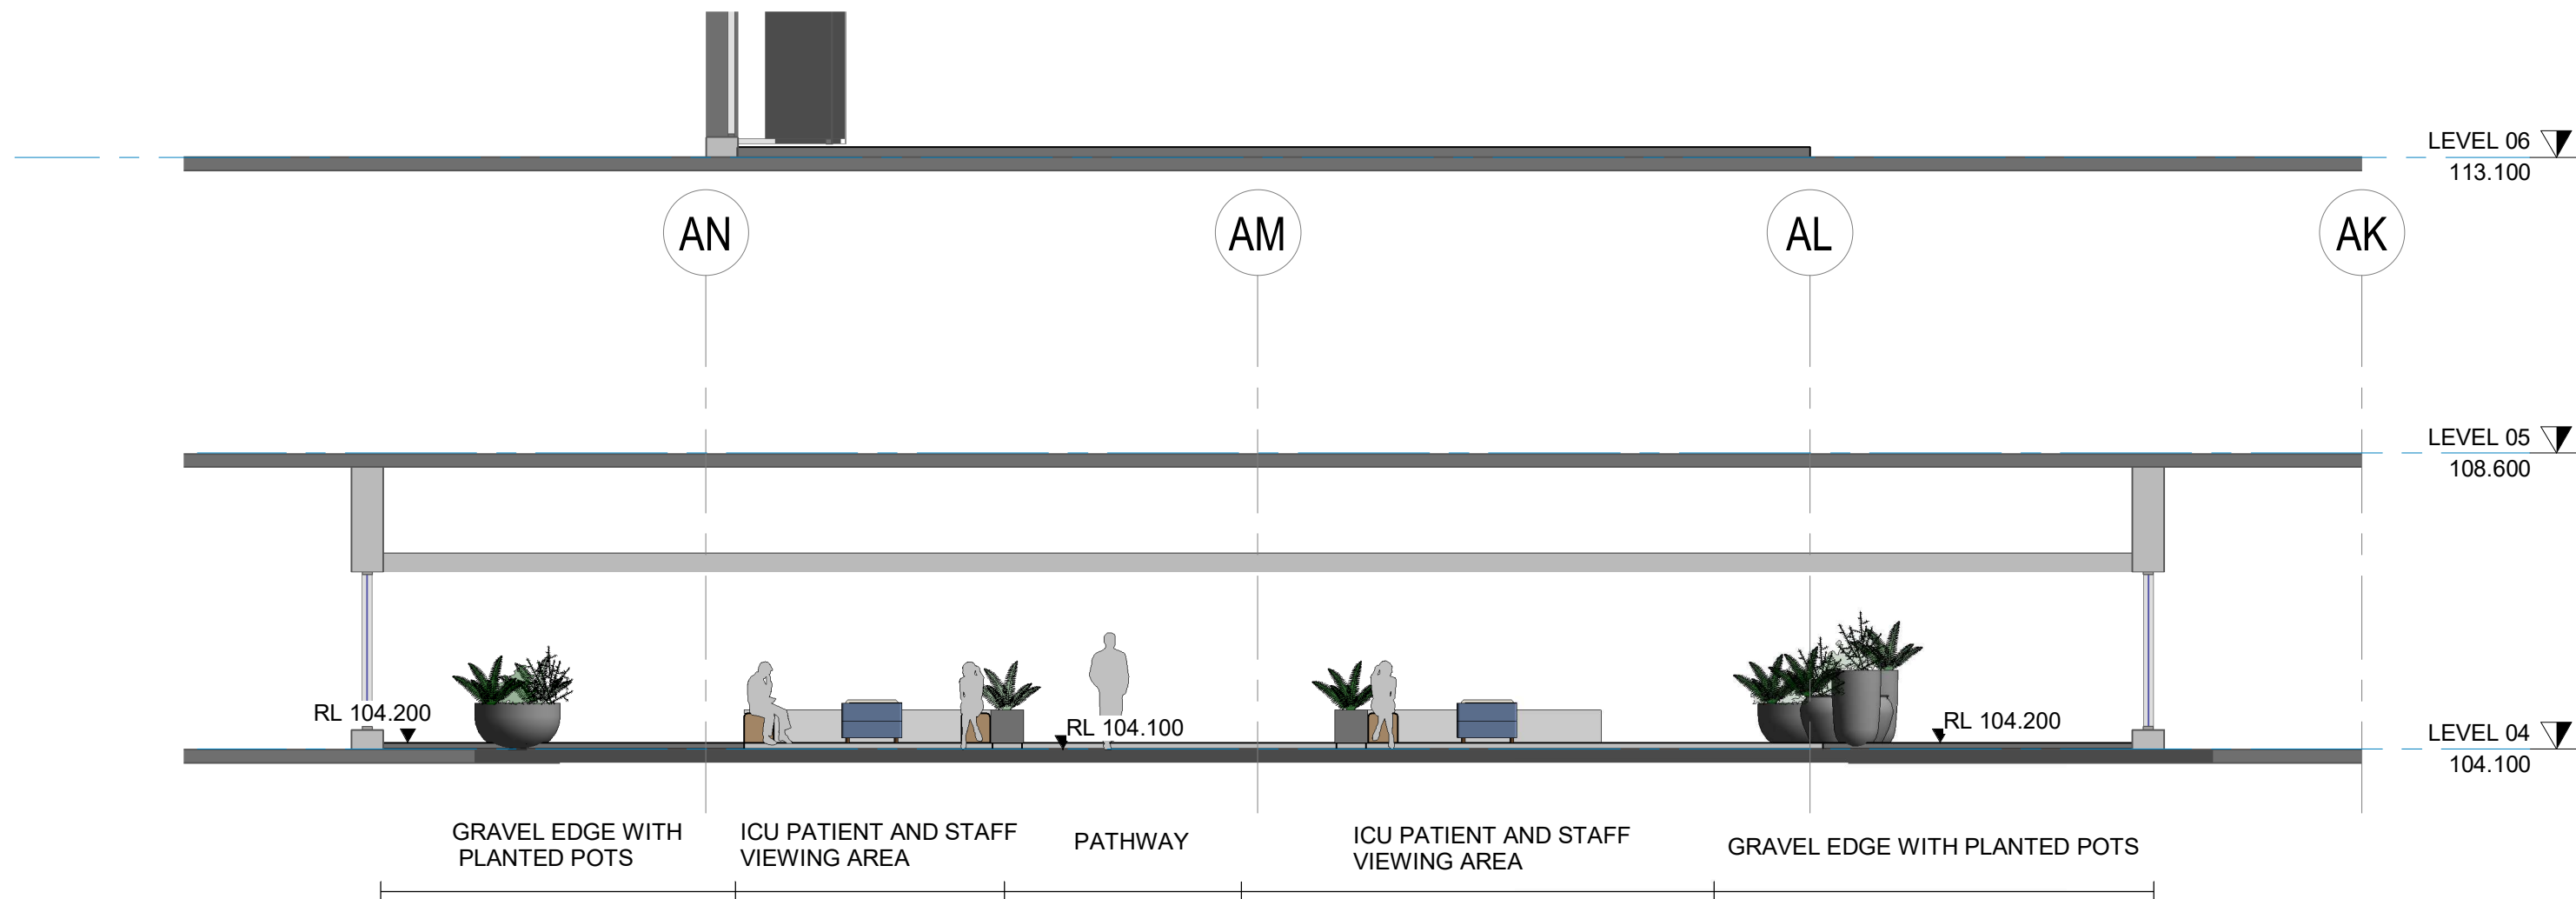 LEVEL 06
113.100
AN
AM
AL
AK
LEVEL 05
108.600
RL 104.200
RL 104.100
RL 104.200
LEVEL 04
104.100
GRAVEL EDGE WITH
PLANTED POTS
ICU PATIENT AND STAFF
VIEWING AREA
PATHWAY
ICU PATIENT AND STAFF
VIEWING AREA
GRAVEL EDGE WITH PLANTED POTS